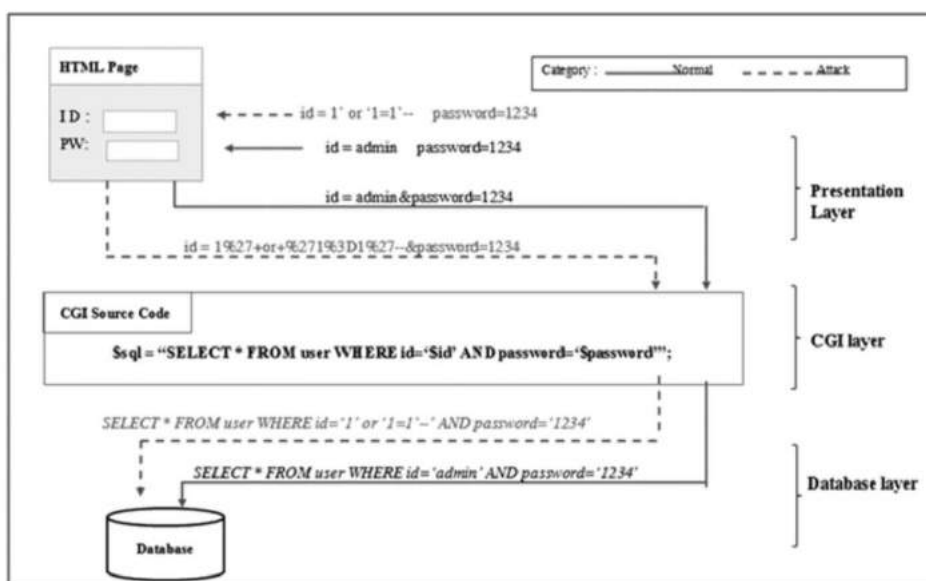 HTML Page
Category : Normal Attack
ID :
PW:
id = 1’ or ‘1=1’-- password=1234
id = admin password=1234
id = admin&password=1234
Presentation Layer
id = 1%27+or+%271%3D1%27--&password=1234
CGI Source Code
$sql = “SELECT * FROM user WHERE id=‘$id’ AND password=‘$password’”;
CGI layer
SELECT * FROM user WHERE id=‘1’ or ‘1=1’--’ AND password=‘1234’
SELECT * FROM user WHERE id=‘admin’ AND password=‘1234’
Database layer
Database